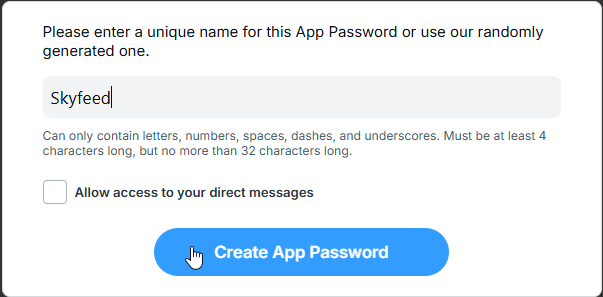 Please enter a unique name for this App Password or use our randomly
generated one.
Skyfeed
Can only contain letters, numbers, spaces, dashes, and underscores. Must be at least 4
characters long, but no more than 32 characters long.
Allow access to your direct messages
Create App Password